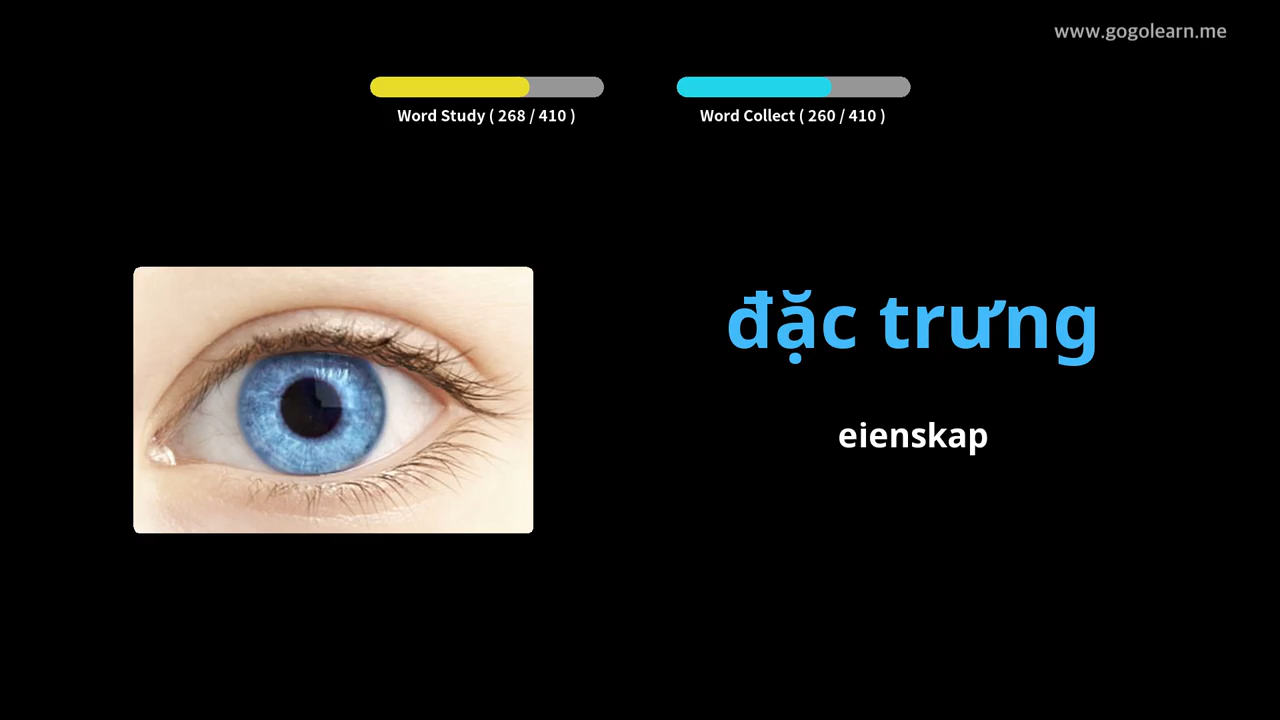 www.gogolearn.me
Word Study ( 268 / 410 )
Word Collect ( 260 / 410 )
đặc trưng
eienskap